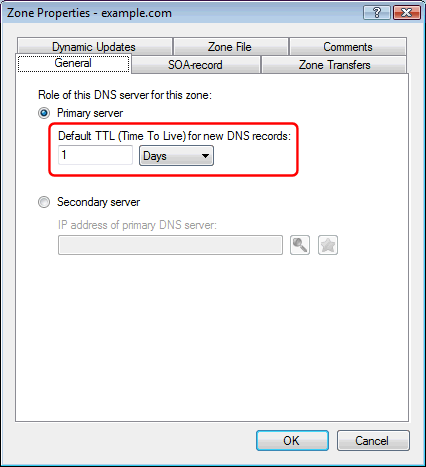 Zone Properties - example.com
Dynamic Updates Zone File Comments
General SOA-record Zone Transfers
Role of this DNS server for this zone:
Primary server
Default TTL (Time To Live) for new DNS records:
1 Days
Secondary server
IP address of primary DNS server:
OK Cancel